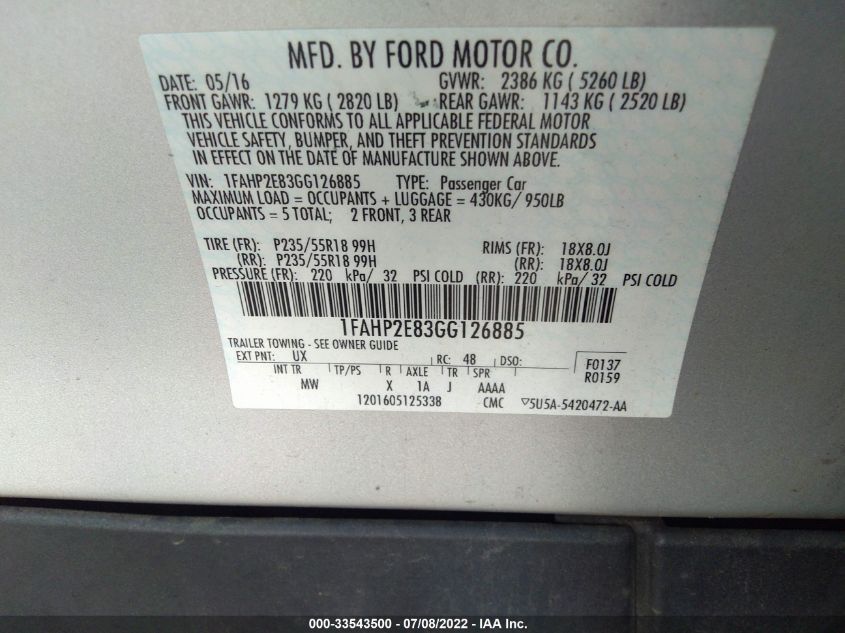 MFD. BY FORD MOTOR CO.
DATE: 05/16 GVWR: 2386 KG ( 5260 LB)
FRONT GAWR: 1279 KG ( 2820 LB) REAR GAWR: 1143 KG ( 2520 LB)
THIS VEHICLE CONFORMS TO ALL APPLICABLE FEDERAL MOTOR
VEHICLE SAFETY, BUMPER, AND THEFT PREVENTION STANDARDS
IN EFFECT ON THE DATE OF MANUFACTURE SHOWN ABOVE.
VIN: 1FAHP2E83GG126885 TYPE: Passenger Car
MAXIMUM LOAD = OCCUPANTS + LUGGAGE = 430KG/ 950LB
OCCUPANTS = 5 TOTAL; 2 FRONT, 3 REAR
TIRE (FR): P235/55R18 99H RIMS (FR): 18X8.0J
(RR): P235/55R18 99H (RR): 18X8.0J
PRESSURE (FR): 220 kPa/ 32 PSI COLD (RR): 220 kPa/ 32 PSI COLD
1FAHP2E83GG126885
TRAILER TOWING - SEE OWNER GUIDE
EXT PNT: UX RC: 48 DSO: F0137
INT TR TP/PS R AXLE TR SPR R0159
MW X 1A J AAAA
1201605125338 CMC ▽5U5A-5420472-AA
000-33543500 - 07/08/2022 - IAA Inc.